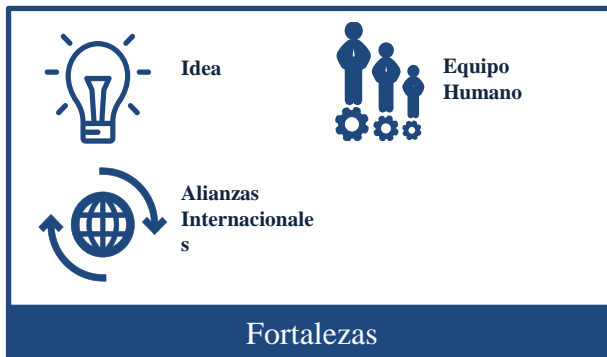 Idea
Equipo
Humano
Alianzas
Internacionale
s
Fortalezas